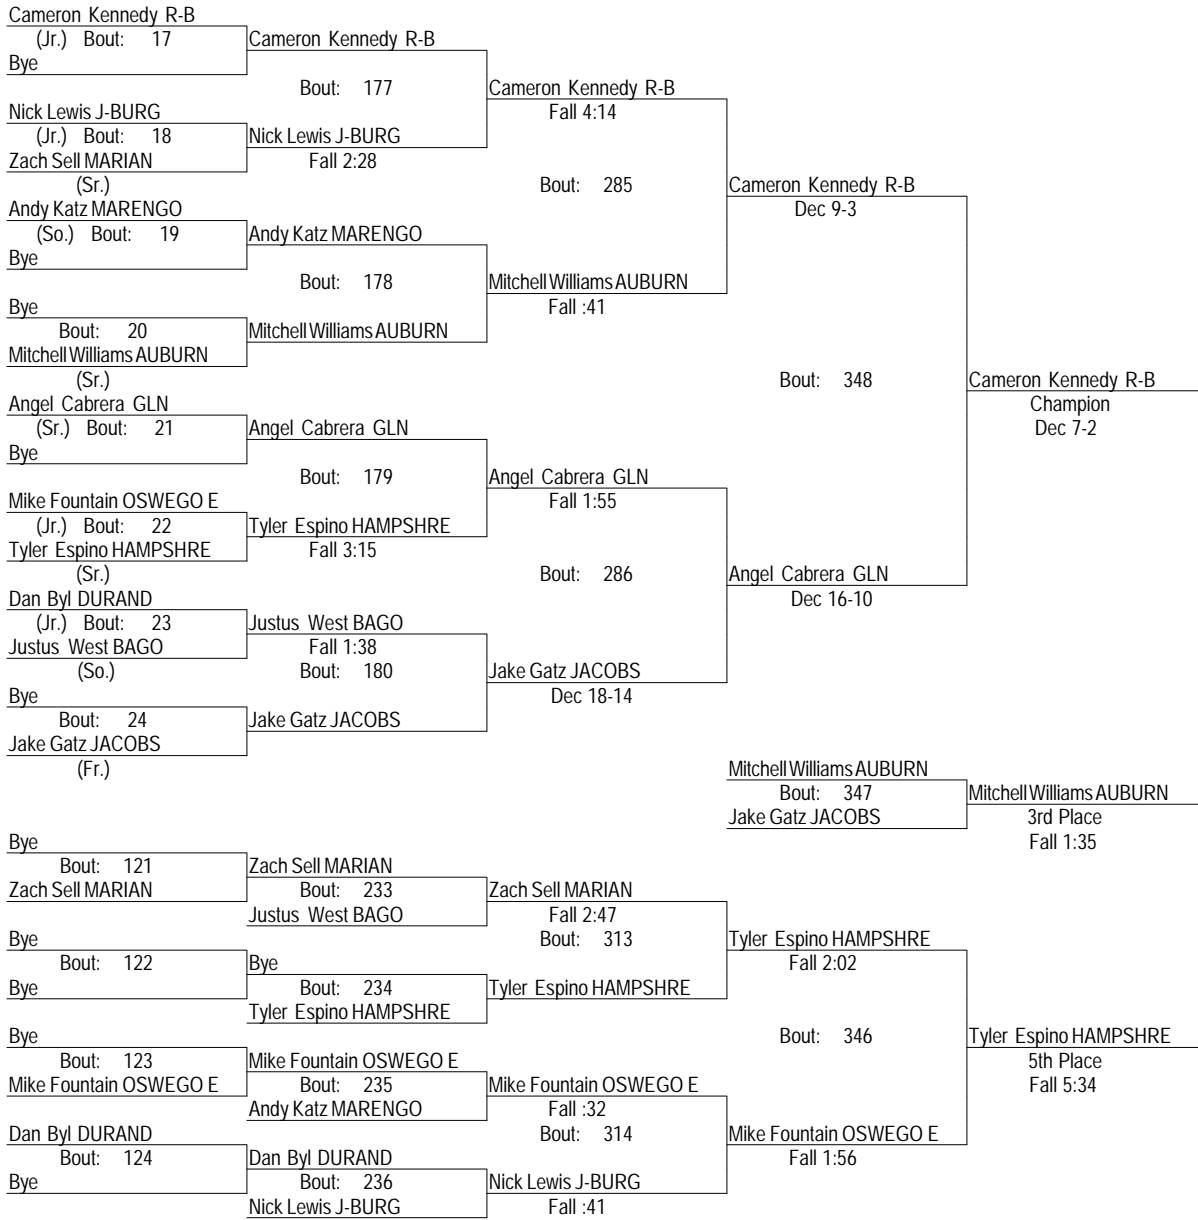 Cameron Kennedy R-B
(Jr.) Bout: 17
Cameron Kennedy R-B
Bye
Bout: 177
Cameron Kennedy R-B
Nick Lewis J-BURG
Fall 4:14
(Jr.) Bout: 18
Nick Lewis J-BURG
Zach Sell MARIAN
Fall 2:28
(Sr.)
Bout: 285
Cameron Kennedy R-B
Andy Katz MARENGO
Dec 9-3
(So.) Bout: 19
Andy Katz MARENGO
Bye
Bout: 178
Mitchell Williams AUBURN
Bye
Fall :41
Bout: 20
Mitchell Williams AUBURN
Mitchell Williams AUBURN
(Sr.)
Bout: 348
Cameron Kennedy R-B
Angel Cabrera GLN
Champion
(Sr.) Bout: 21
Angel Cabrera GLN
Dec 7-2
Bye
Bout: 179
Angel Cabrera GLN
Mike Fountain OSWEGO E
Fall 1:55
(Jr.) Bout: 22
Tyler Espino HAMPSHRE
Tyler Espino HAMPSHRE
Fall 3:15
(Sr.)
Bout: 286
Angel Cabrera GLN
Dan Byl DURAND
Dec 16-10
(Jr.) Bout: 23
Justus West BAGO
Justus West BAGO
Fall 1:38
(So.)
Bout: 180
Jake Gatz JACOBS
Bye
Dec 18-14
Bout: 24
Jake Gatz JACOBS
Jake Gatz JACOBS
(Fr.)
Mitchell Williams AUBURN
Bout: 347
Mitchell Williams AUBURN
Jake Gatz JACOBS
3rd Place
Fall 1:35
Bye
Bout: 121
Zach Sell MARIAN
Zach Sell MARIAN
Bout: 233
Zach Sell MARIAN
Justus West BAGO
Fall 2:47
Bye
Bout: 313
Tyler Espino HAMPSHRE
Bout: 122
Bye
Fall 2:02
Bye
Bout: 234
Tyler Espino HAMPSHRE
Tyler Espino HAMPSHRE
Bye
Bout: 346
Tyler Espino HAMPSHRE
Bout: 123
Mike Fountain OSWEGO E
5th Place
Mike Fountain OSWEGO E
Bout: 235
Mike Fountain OSWEGO E
Fall 5:34
Andy Katz MARENGO
Fall :32
Dan Byl DURAND
Bout: 314
Mike Fountain OSWEGO E
Bout: 124
Dan Byl DURAND
Fall 1:56
Bye
Bout: 236
Nick Lewis J-BURG
Nick Lewis J-BURG
Fall :41